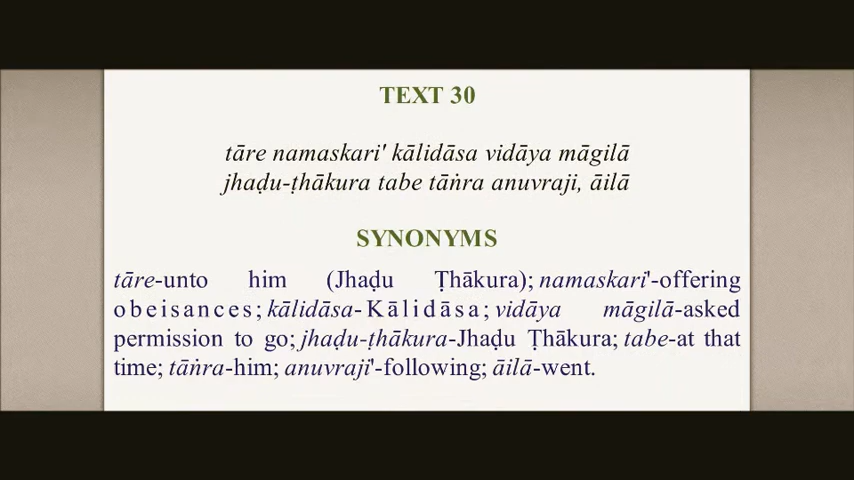 TEXT 30
tāre namaskari' kālidāsa vidāya māgilā
jhaḍu-ṭhākura tabe tāṅra anuvraji, āilā
SYNONYMS
tāre-unto him (Jhaḍu Ṭhākura); namaskari'-offering
obeisances; kālidāsa-Kālidāsa; vidāya māgilā-asked
permission to go; jhaḍu-ṭhākura-Jhaḍu Ṭhākura; tabe-at that
time; tāṅra-him; anuvraji'-following; āilā-went.